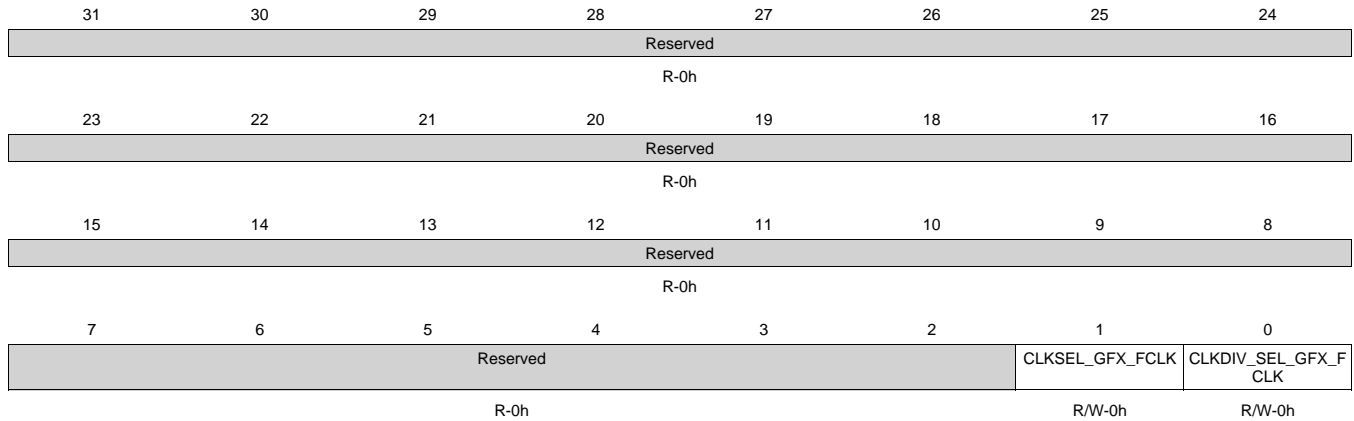 31 30 29 28 27 26 25 24
Reserved
R-0h
23 22 21 20 19 18 17 16
Reserved
R-0h
15 14 13 12 11 10 9 8
Reserved
R-0h
7 6 5 4 3 2 1 0
Reserved CLKSEL_GFX_FCLK CLKDIV_SEL_GFX_F
CLK
R-0h R/W-0h R/W-0h